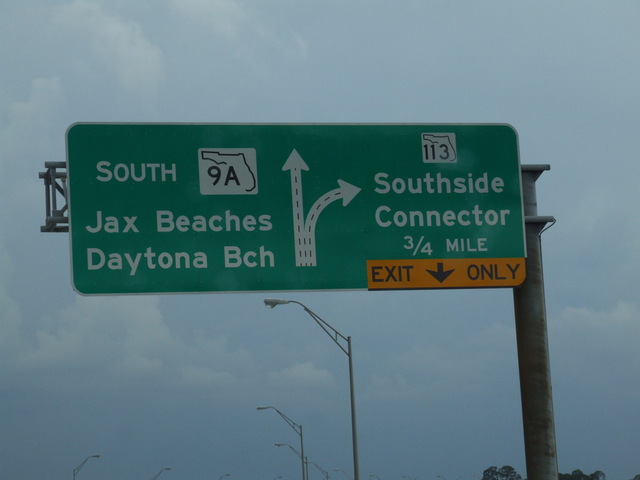 SOUTH 9A
Jax Beaches
Daytona Bch
113
Southside
Connector
3/4 MILE
EXIT ONLY